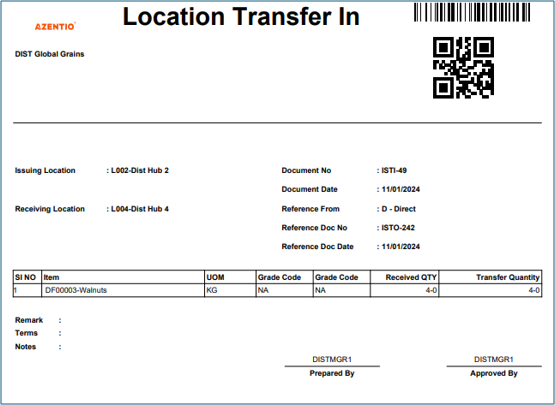 Location Transfer In
AZENTIO
DIST Global Grains
Issuing Location : L002-Dist Hub 2 Document No : ISTI-49
Document Date : 11/01/2024
Receiving Location : L004-Dist Hub 4 Reference From : D - Direct
Reference Doc No : ISTO-242
Reference Doc Date : 11/01/2024
SI NO Item UOM Grade Code Grade Code Received QTY Transfer Quantity
1 DF00003-Walnuts KG NA NA 4-0 4-0
Remark :
Terms :
Notes :
DISTMGR1 DISTMGR1
Prepared By Approved By